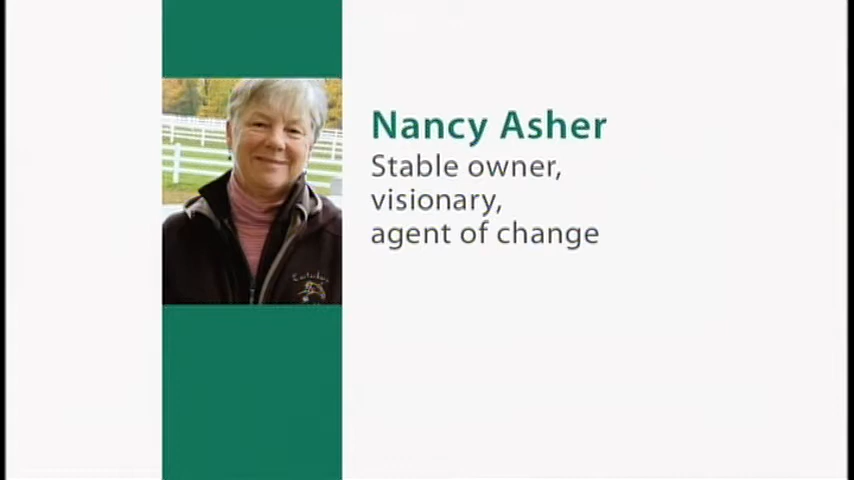 Nancy Asher
Stable owner,
visionary,
agent of change